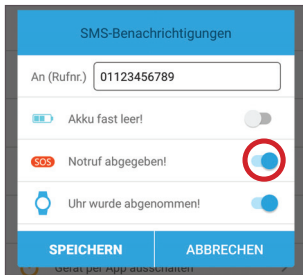 SMS-Benachrichtigungen
An (Rufnr.) 01123456789
Akku fast leer!
SOS Notruf abgegeben!
Uhr wurde abgenommen!
SPEICHERN ABBRECHEN
Gerät per App ausschalten